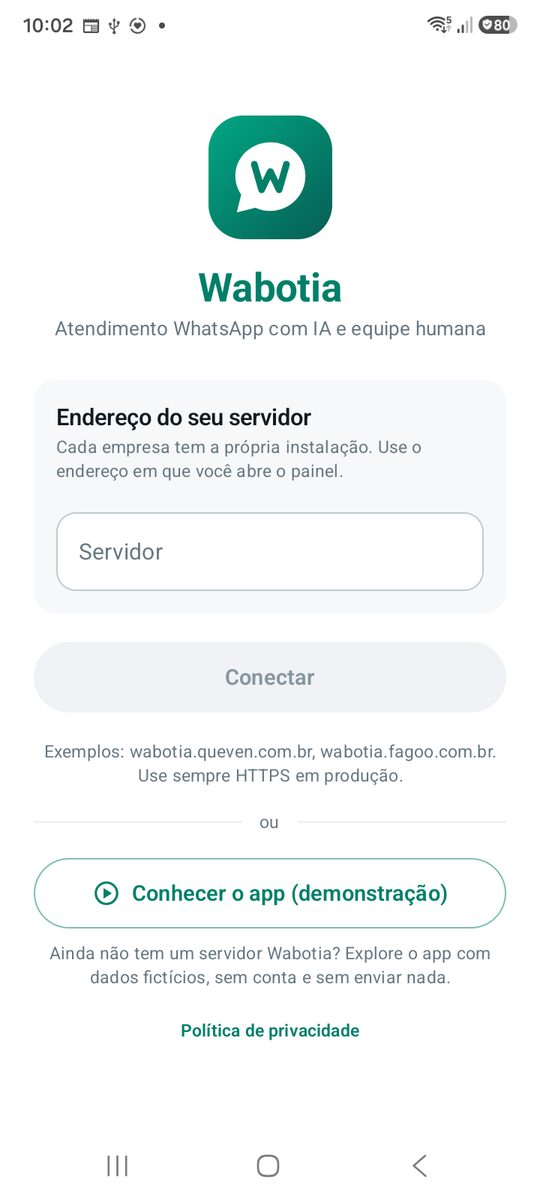 10:02
5
80
W
Wabotia
Atendimento WhatsApp com IA e equipe humana
Endereço do seu servidor
Cada empresa tem a própria instalação. Use o
endereço em que você abre o painel.
Servidor
Conectar
Exemplos: wabotia.queven.com.br, wabotia.fagoo.com.br.
Use sempre HTTPS em produção.
ou
Conhecer o app (demonstração)
Ainda não tem um servidor Wabotia? Explore o app com
dados fictícios, sem conta e sem enviar nada.
Política de privacidade